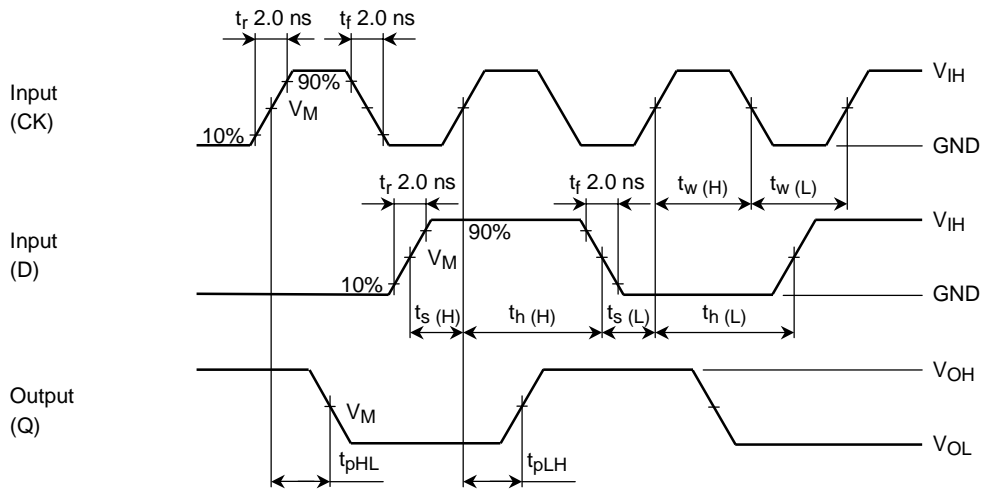 tr 2.0 ns
tf 2.0 ns
Input
(CK)
90%
VM
10%
VIH
GND
tw (H)
tw (L)
tr 2.0 ns
tf 2.0 ns
Input
(D)
90%
VM
10%
VIH
GND
ts (H)
th (H)
ts (L)
th (L)
Output
(Q)
VM
VOH
VOL
tpHL
tpLH